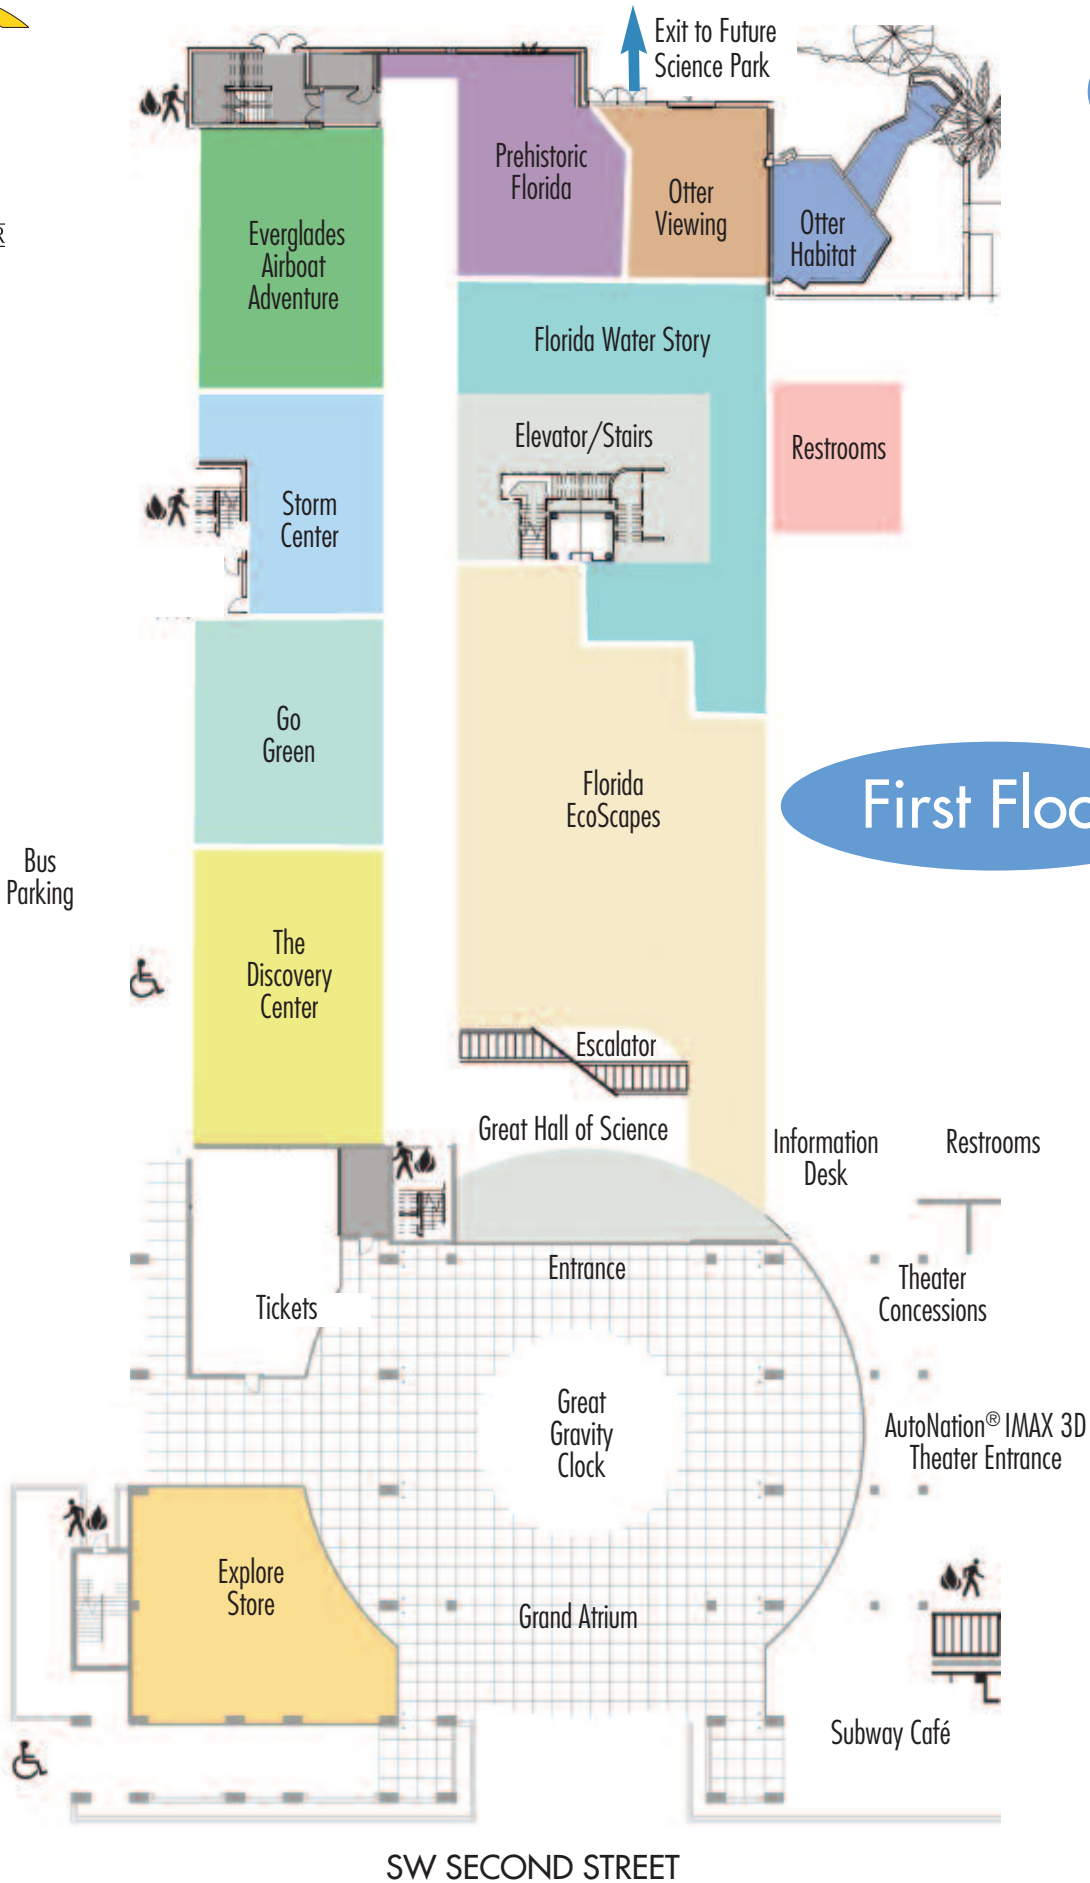 Exit to Future
Science Park
Prehistoric
Florida
Otter
Viewing
Otter
Habitat
Everglades
Airboat
Adventure
Florida Water Story
Elevator/Stairs
Restrooms
Storm
Center
Go
Green
Florida
EcoScapes
First Floo
Bus
Parking
The
Discovery
Center
Escalator
Great Hall of Science
Information
Desk
Restrooms
Entrance
Theater
Concessions
Tickets
Great
Gravity
Clock
AutoNation® IMAX 3D
Theater Entrance
Explore
Store
Grand Atrium
Subway Café
SW SECOND STREET